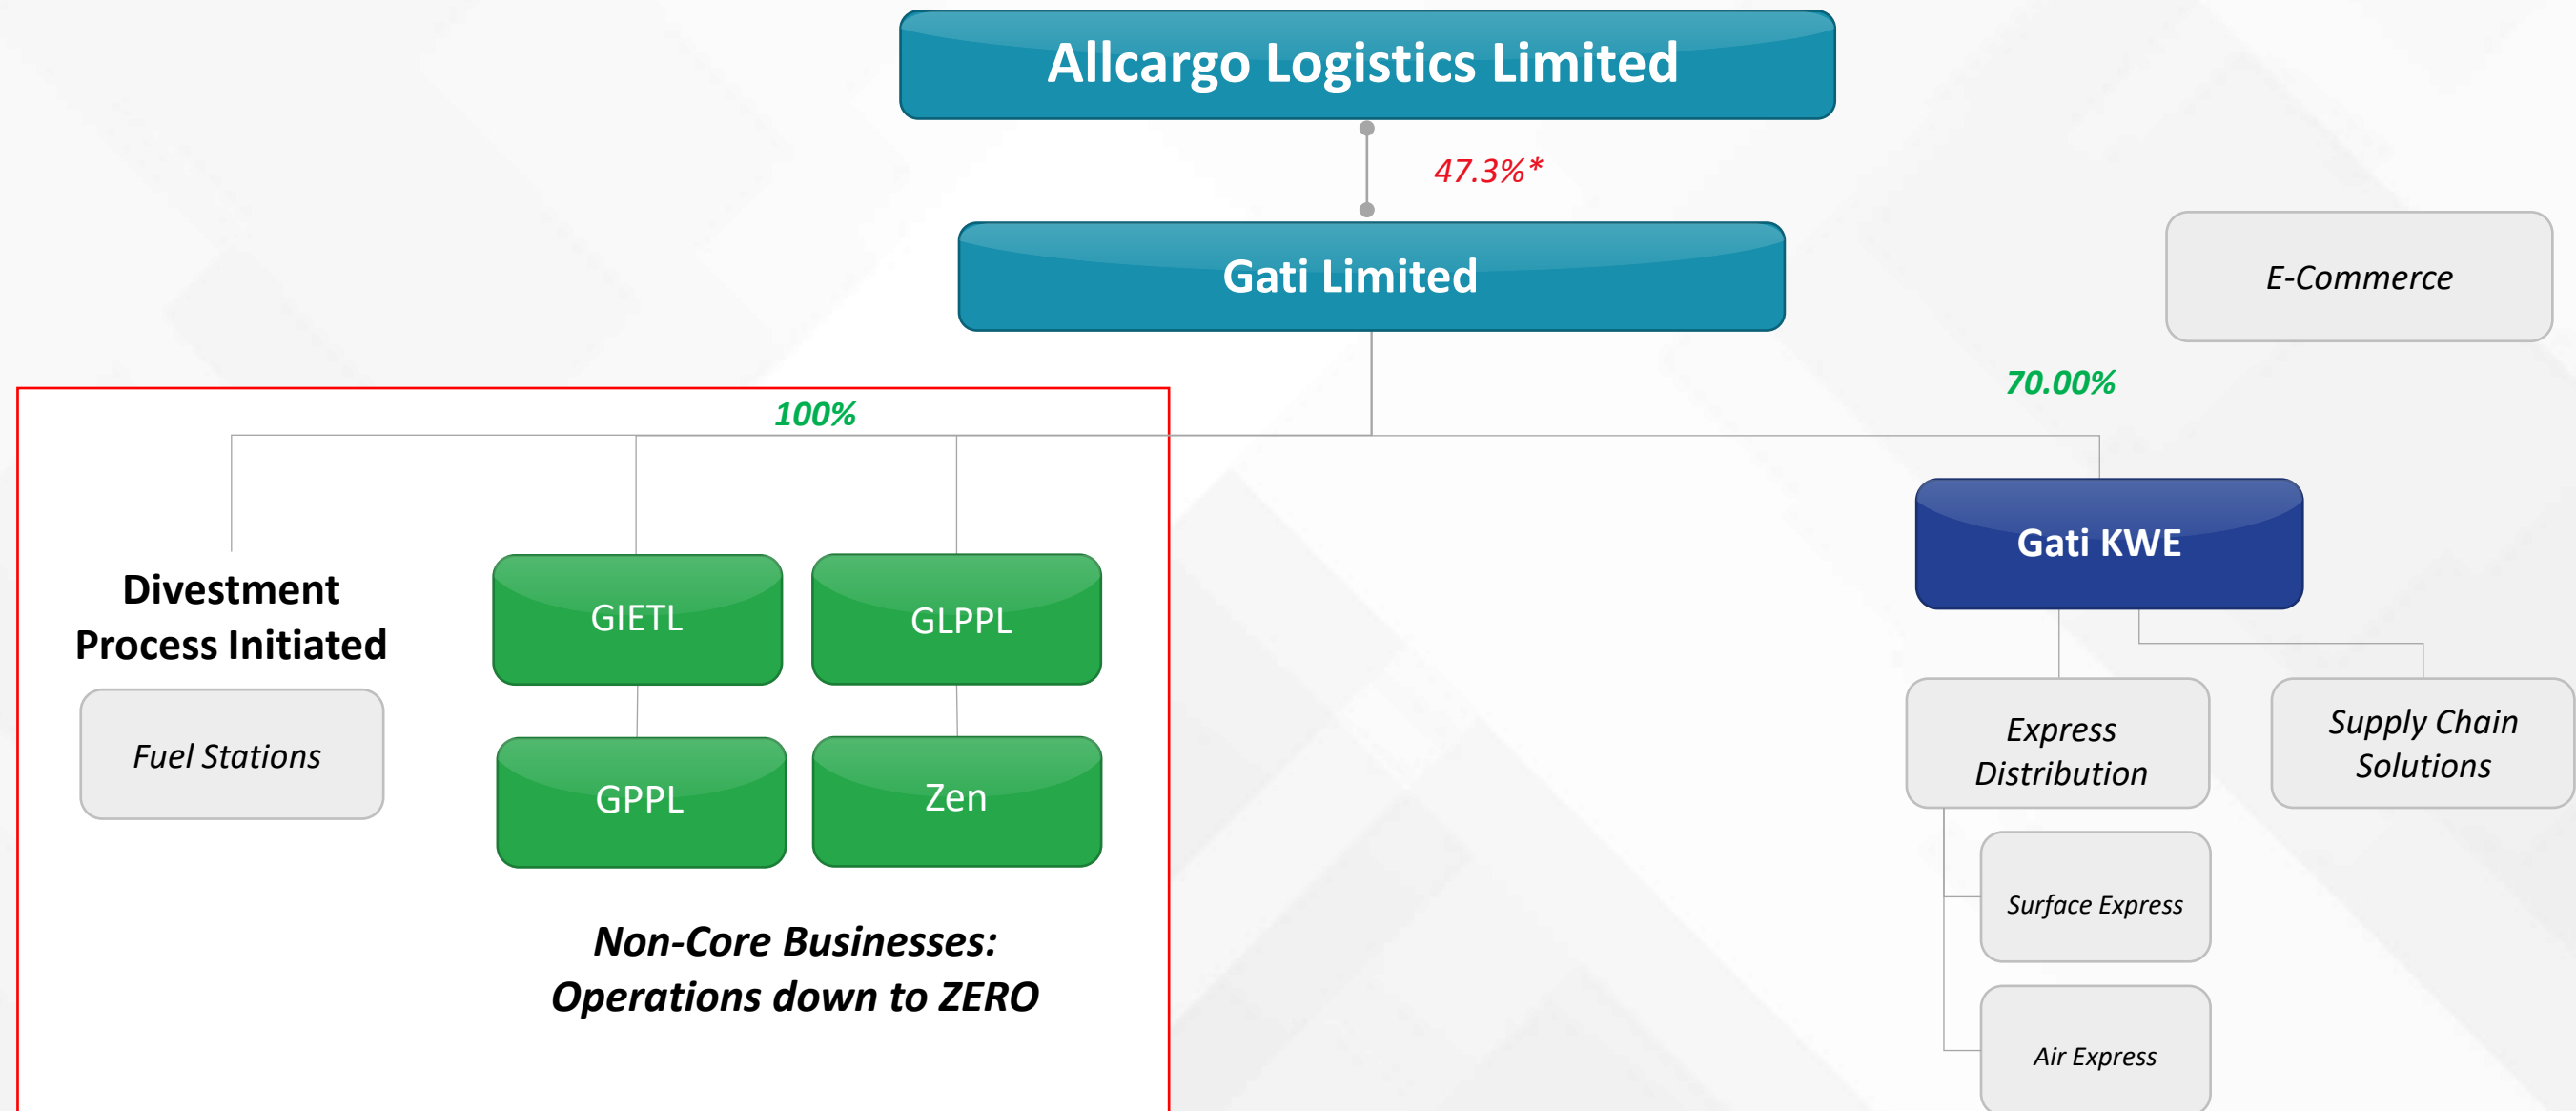 Allcargo Logistics Limited
47.3%*
Gati Limited
E-Commerce
70.00%
100%
Gati KWE
Divestment
Process Initiated
GIETL
GLPPL
Fuel Stations
GPPL
Zen
Express
Distribution
Supply Chain
Solutions
Surface Express
Air Express
Non-Core Businesses:
Operations down to ZERO